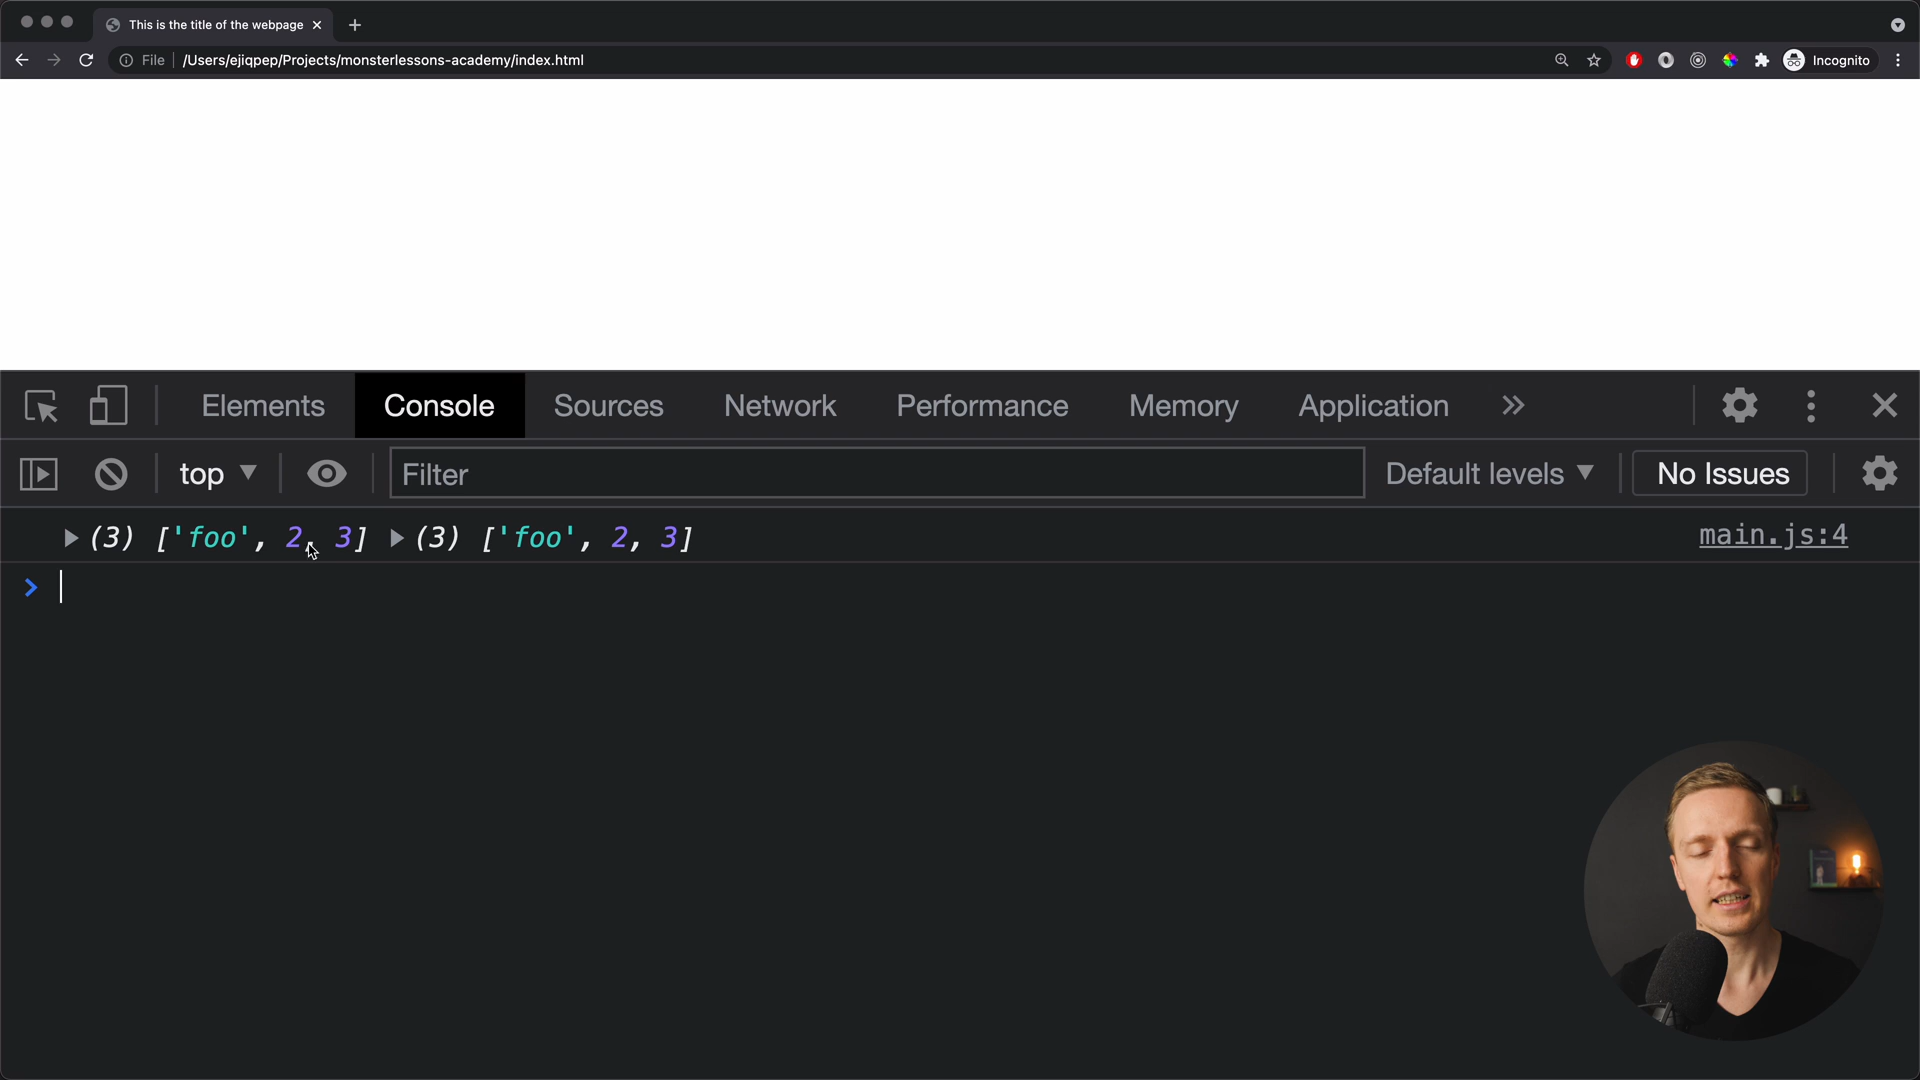 This is the title of the webpage
File /Users/ejiqpep/Projects/monsterlessons-academy/index.html Incognito
Elements Console Sources Network Performance Memory Application
top Filter Default levels No Issues
(3) ['foo', 2, 3] (3) ['foo', 2, 3] main.js:4